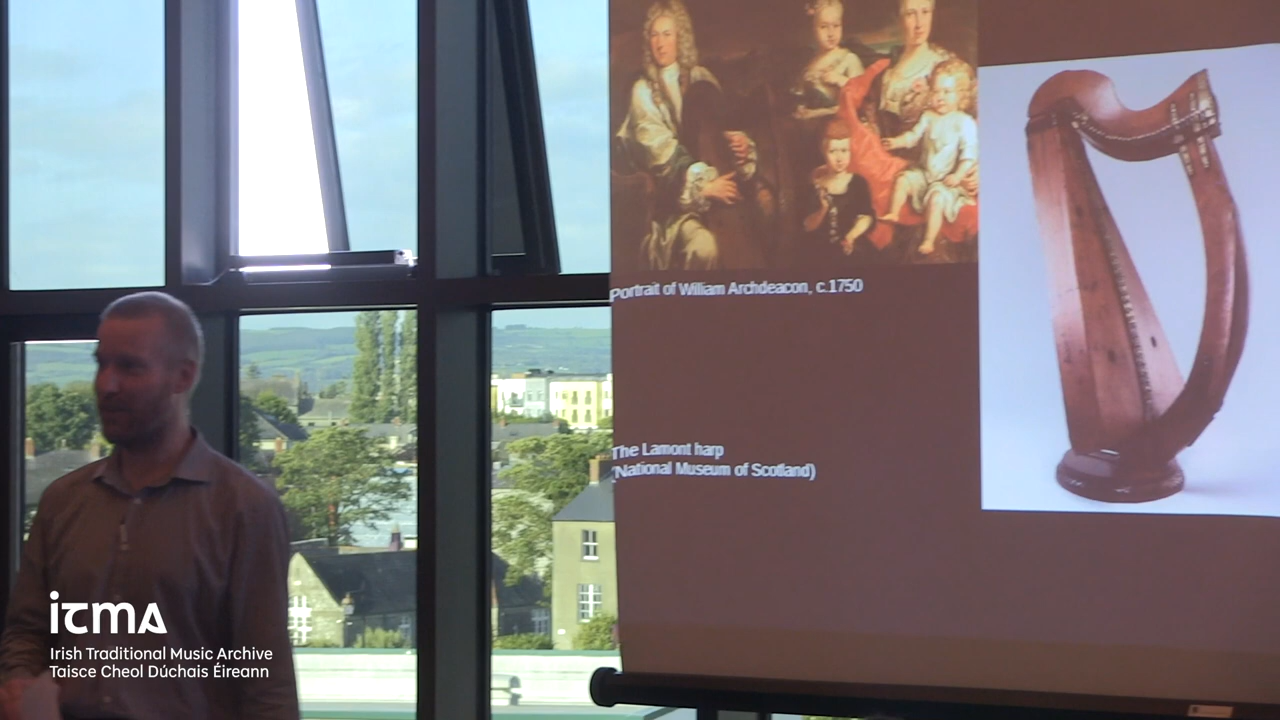 Portrait of William Archdeacon, c.1750
The Lamont harp
(National Museum of Scotland)
itma
Irish Traditional Music Archive
Taisce Cheol Dúchais Éireann